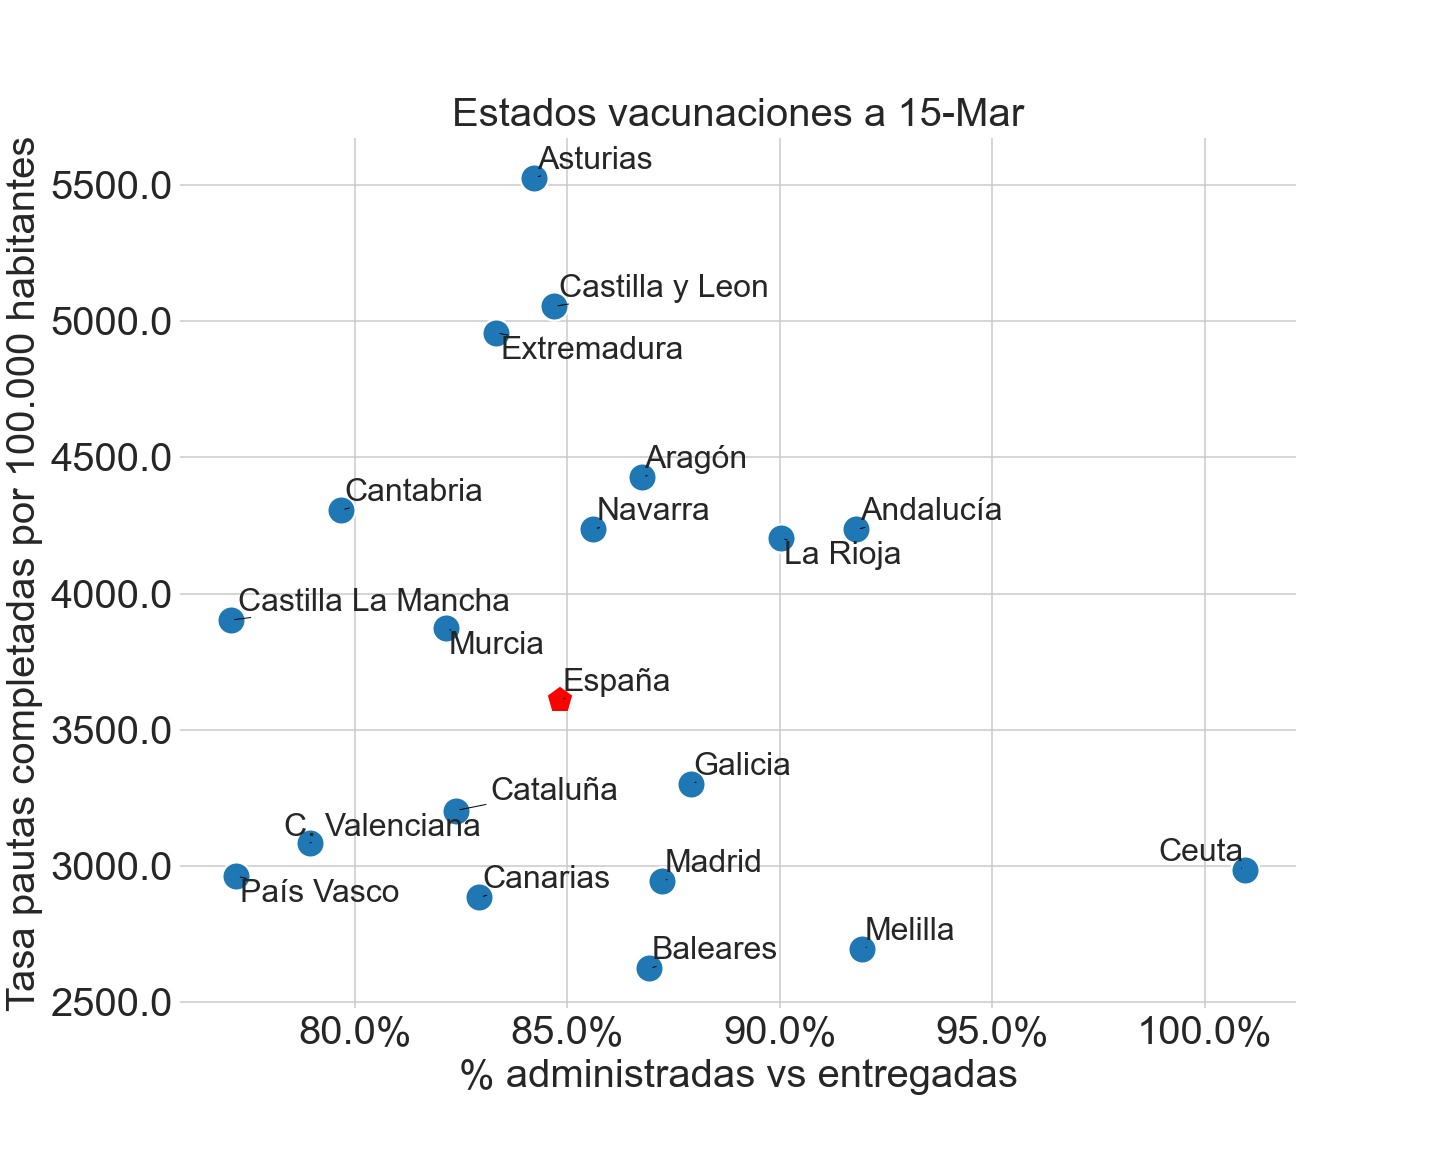 Estados vacunaciones a 15-Mar
Tasa pautas completadas por 100.000 habitantes
5500.0
5000.0
4500.0
4000.0
3500.0
3000.0
2500.0
Asturias
Castilla y Leon
Extremadura
Aragón
Cantabria
Navarra
Andalucía
La Rioja
Castilla La Mancha
Murcia
España
Galicia
Cataluña
C. Valenciana
Ceuta
Madrid
Canarias
País Vasco
Melilla
Baleares
80.0%
85.0%
90.0%
95.0%
100.0%
% administradas vs entregadas